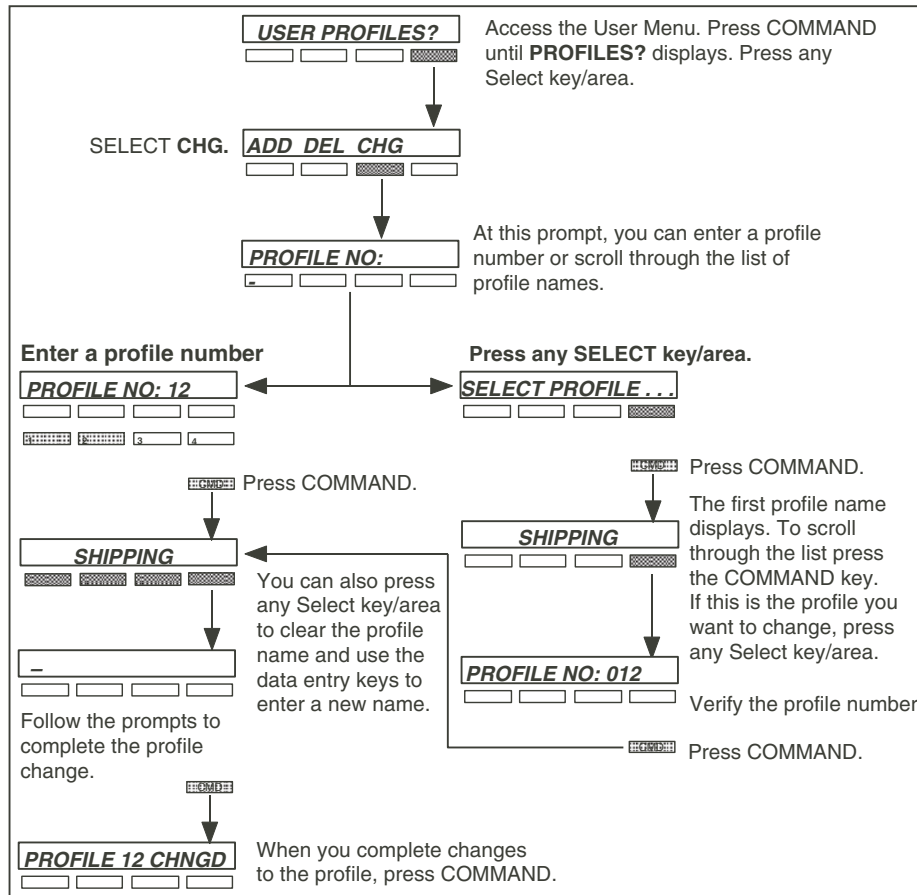 USER PROFILES?
Access the User Menu. Press COMMAND
until PROFILES? displays. Press any
Select key/area.
SELECT CHG.
ADD DEL CHG
PROFILE NO:
-
At this prompt, you can enter a profile
number or scroll through the list of
profile names.
Enter a profile number
PROFILE NO: 12
1 2 3 4
CMD Press COMMAND.
SHIPPING
You can also press
any Select key/area
to clear the profile
name and use the
data entry keys to
enter a new name.
_
Follow the prompts to
complete the profile
change.
CMD
PROFILE 12 CHNGD
When you complete changes
to the profile, press COMMAND.
Press any SELECT key/area.
SELECT PROFILE . . .
CMD Press COMMAND.
SHIPPING
The first profile name
displays. To scroll
through the list press
the COMMAND key.
If this is the profile you
want to change, press
any Select key/area.
PROFILE NO: 012
Verify the profile number
CMD Press COMMAND.